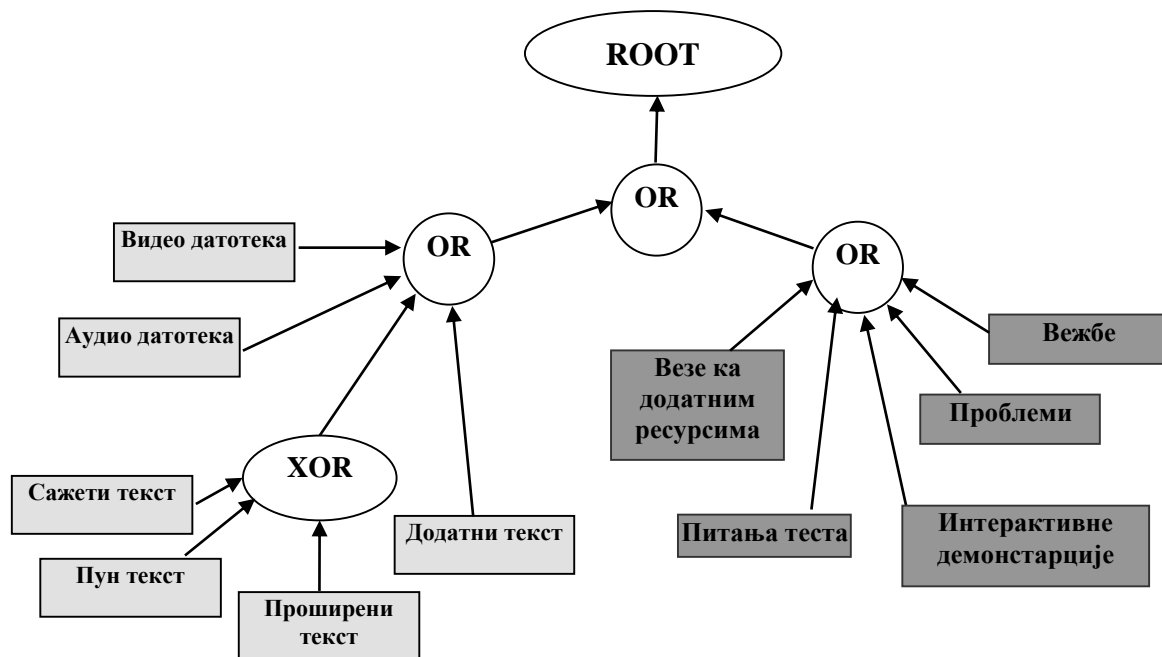 ROOT
OR
OR
OR
Видео датотека
Аудио датотека
Вежбе
Везе ка
додатним
ресурсима
Проблеми
XOR
Сажети текст
Додатни текст
Питања теста
Интерактивне
демонстарције
Пун текст
Проширени
текст